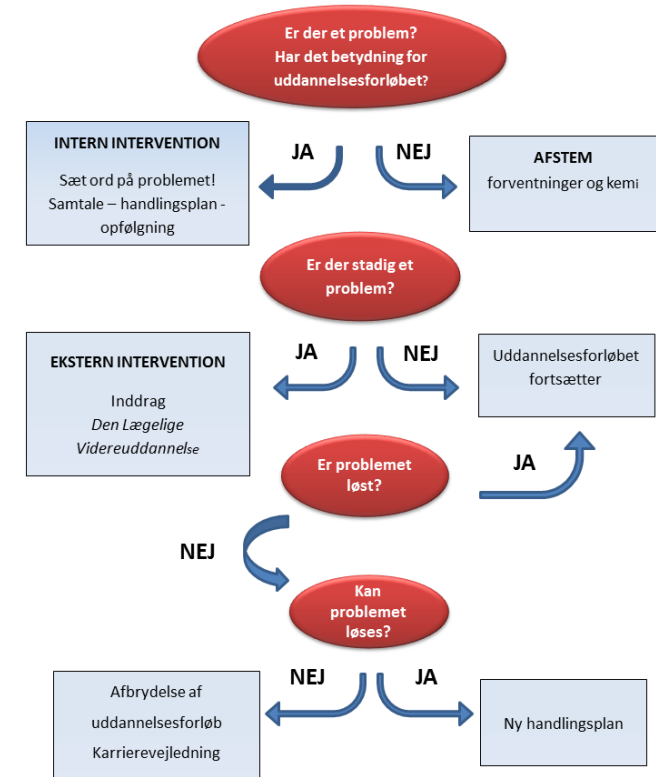 Er der et problem?
Har det betydning for
uddannelsesforløbet?
INTERN INTERVENTION
Sæt ord på problemet!
Samtale – handlingsplan -
opfølgning
JA
NEJ
AFSTEM
forventninger og kemi
Er der stadig et
problem?
EKSTERN INTERVENTION
Inddrag
Den Lægelige
Videreuddannelse
JA
NEJ
Uddannelsesforløbet
fortsætter
Er problemet
løst?
JA
NEJ
Kan
problemet
løses?
NEJ
JA
Afbrydelse af
uddannelsesforløb
Karrierevejledning
Ny handlingsplan